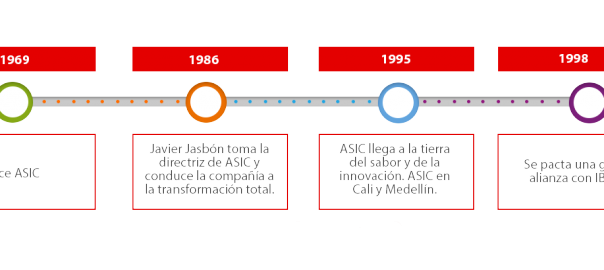 1969
1986
1995
1998
ce ASIC
Javier Jasbón toma la
directriz de ASIC y
conduce la compañía a
la transformación total.
ASIC llega a la tierra
del sabor y de la
innovación. ASIC en
Cali y Medellín.
Se pacta una g
alianza con IB